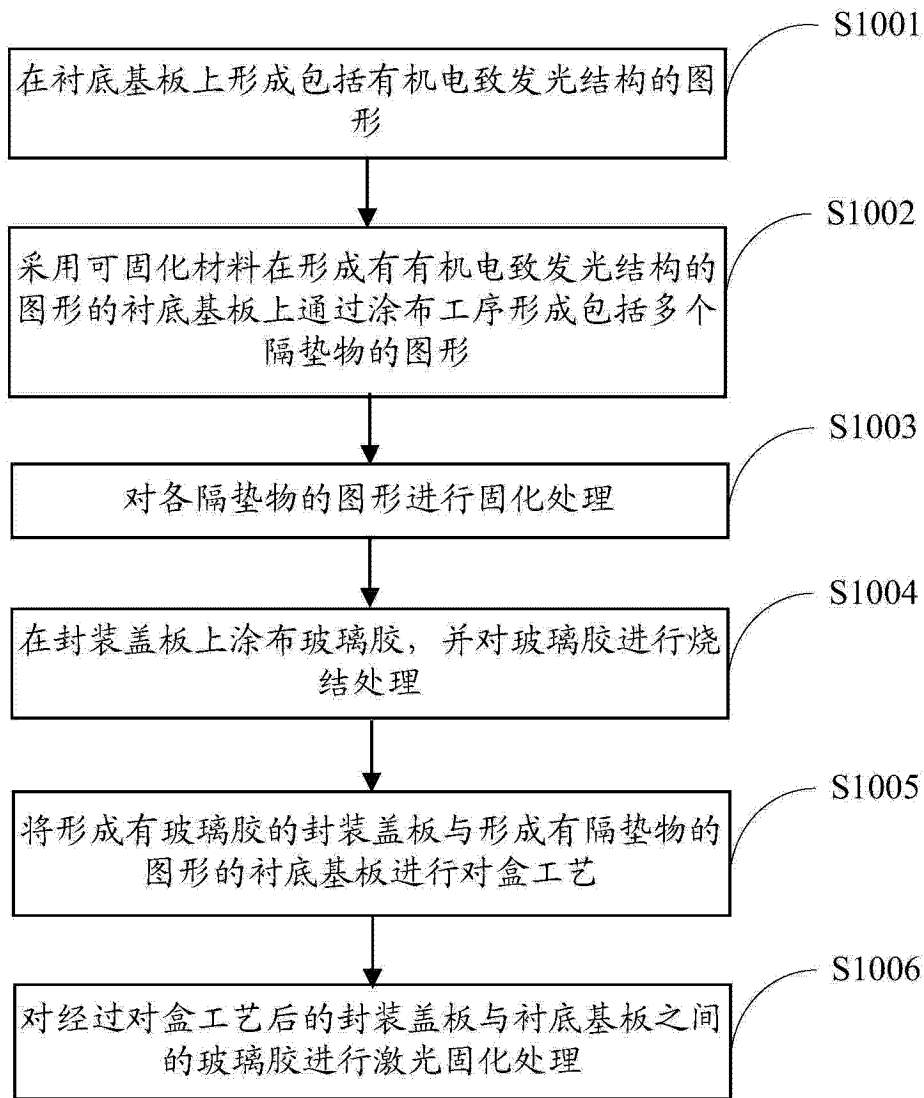 S1001
在衬底基板上形成包括有机电致发光结构的图
形
S1002
采用可固化材料在形成有有机电致发光结构的
图形的衬底基板上通过涂布工序形成包括多个
隔垫物的图形
S1003
对各隔垫物的图形进行固化处理
S1004
在封装盖板上涂布玻璃胶，并对玻璃胶进行烧
结处理
S1005
将形成有玻璃胶的封装盖板与形成有隔垫物的
图形的衬底基板进行对盒工艺
S1006
对经过对盒工艺后的封装盖板与衬底基板之间
的玻璃胶进行激光固化处理